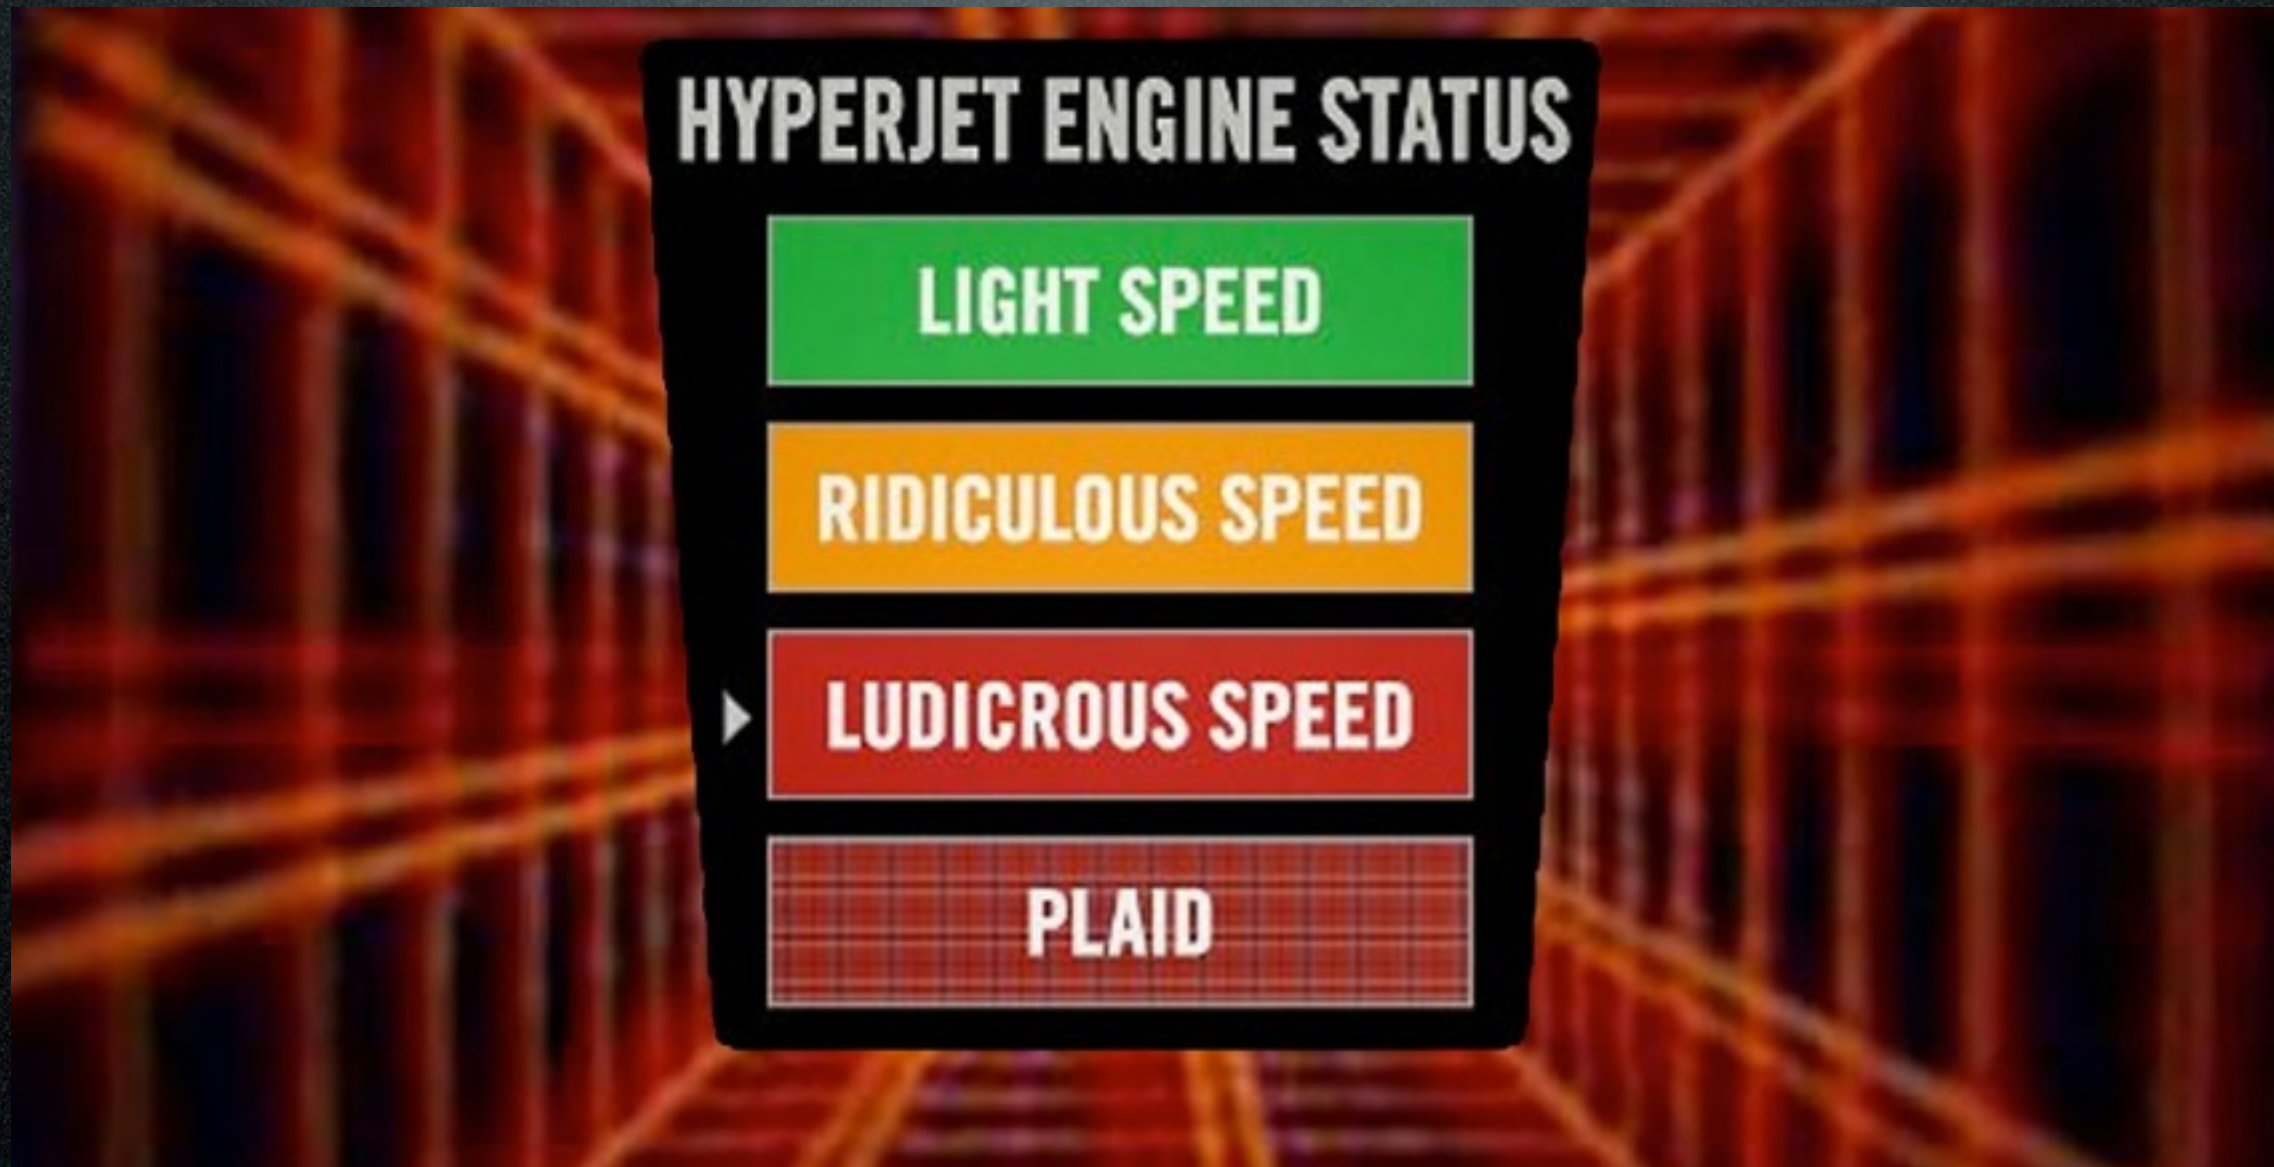 HYPERJET ENGINE STATUS
LIGHT SPEED
RIDICULOUS SPEED
LUDICROUS SPEED
PLAID